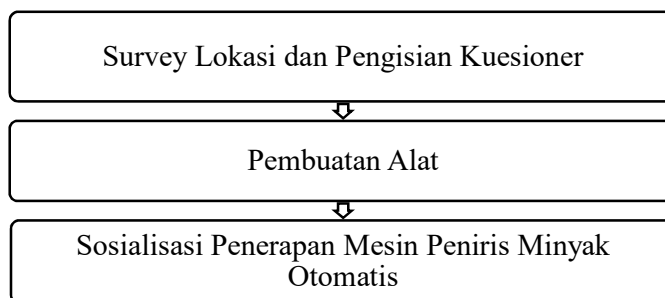 Survey Lokasi dan Pengisian Kuesioner
Pembuatan Alat
Sosialisasi Penerapan Mesin Peniris Minyak
Otomatis